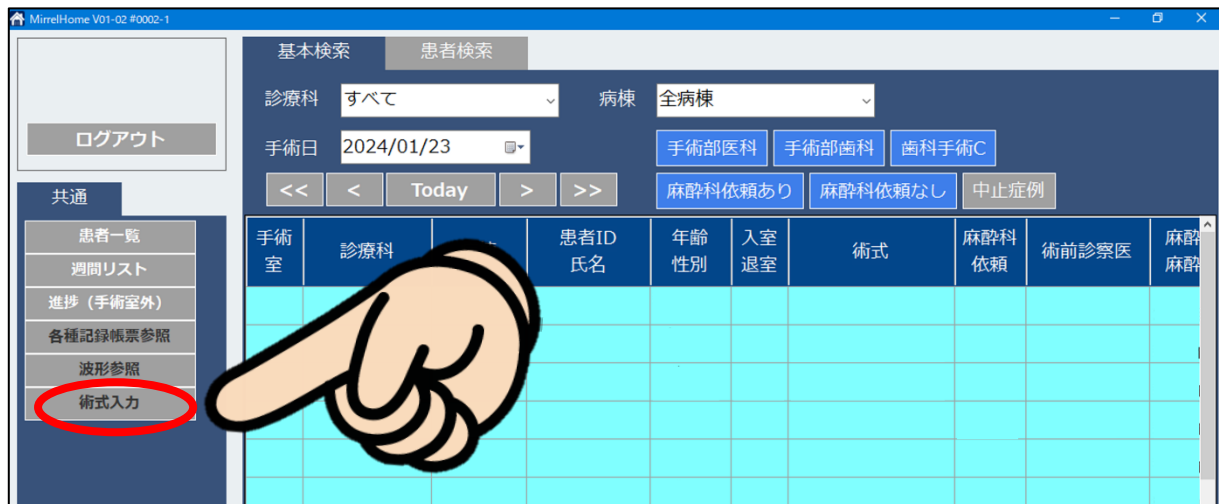 MirrelHome V01-02 #0002-1
ログアウト
共通
患者一覧
週間リスト
進捗（手術室外）
各種記録帳票参照
波形参照
術式入力
基本検索 患者検索
診療科 すべて 病棟 全病棟
手術日 2024/01/23 手術部医科 手術部歯科 歯科手術C
<< < Today > >> 麻酔科依頼あり 麻酔科依頼なし 中止症例
手術 診療科 患者ID 年齢 入室 術式 麻酔科 術前診察医 麻酔
室 氏名 性別 退室 依頼 麻酔